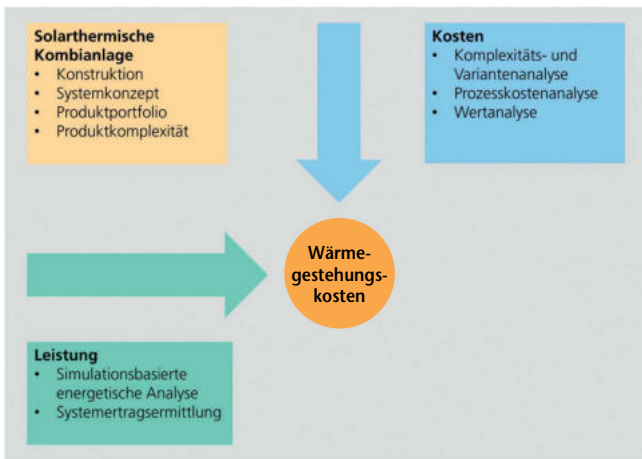 Solarthermische
Kombianlage
• Konstruktion
• Systemkonzept
• Produktportfolio
• Produktkomplexität
Kosten
• Komplexitäts- und
Variantenanalyse
• Prozesskostenanalyse
• Wertanalyse
Wärme-
gestehungs-
kosten
Leistung
• Simulationsbasierte
energetische Analyse
• Systemertragsermittlung